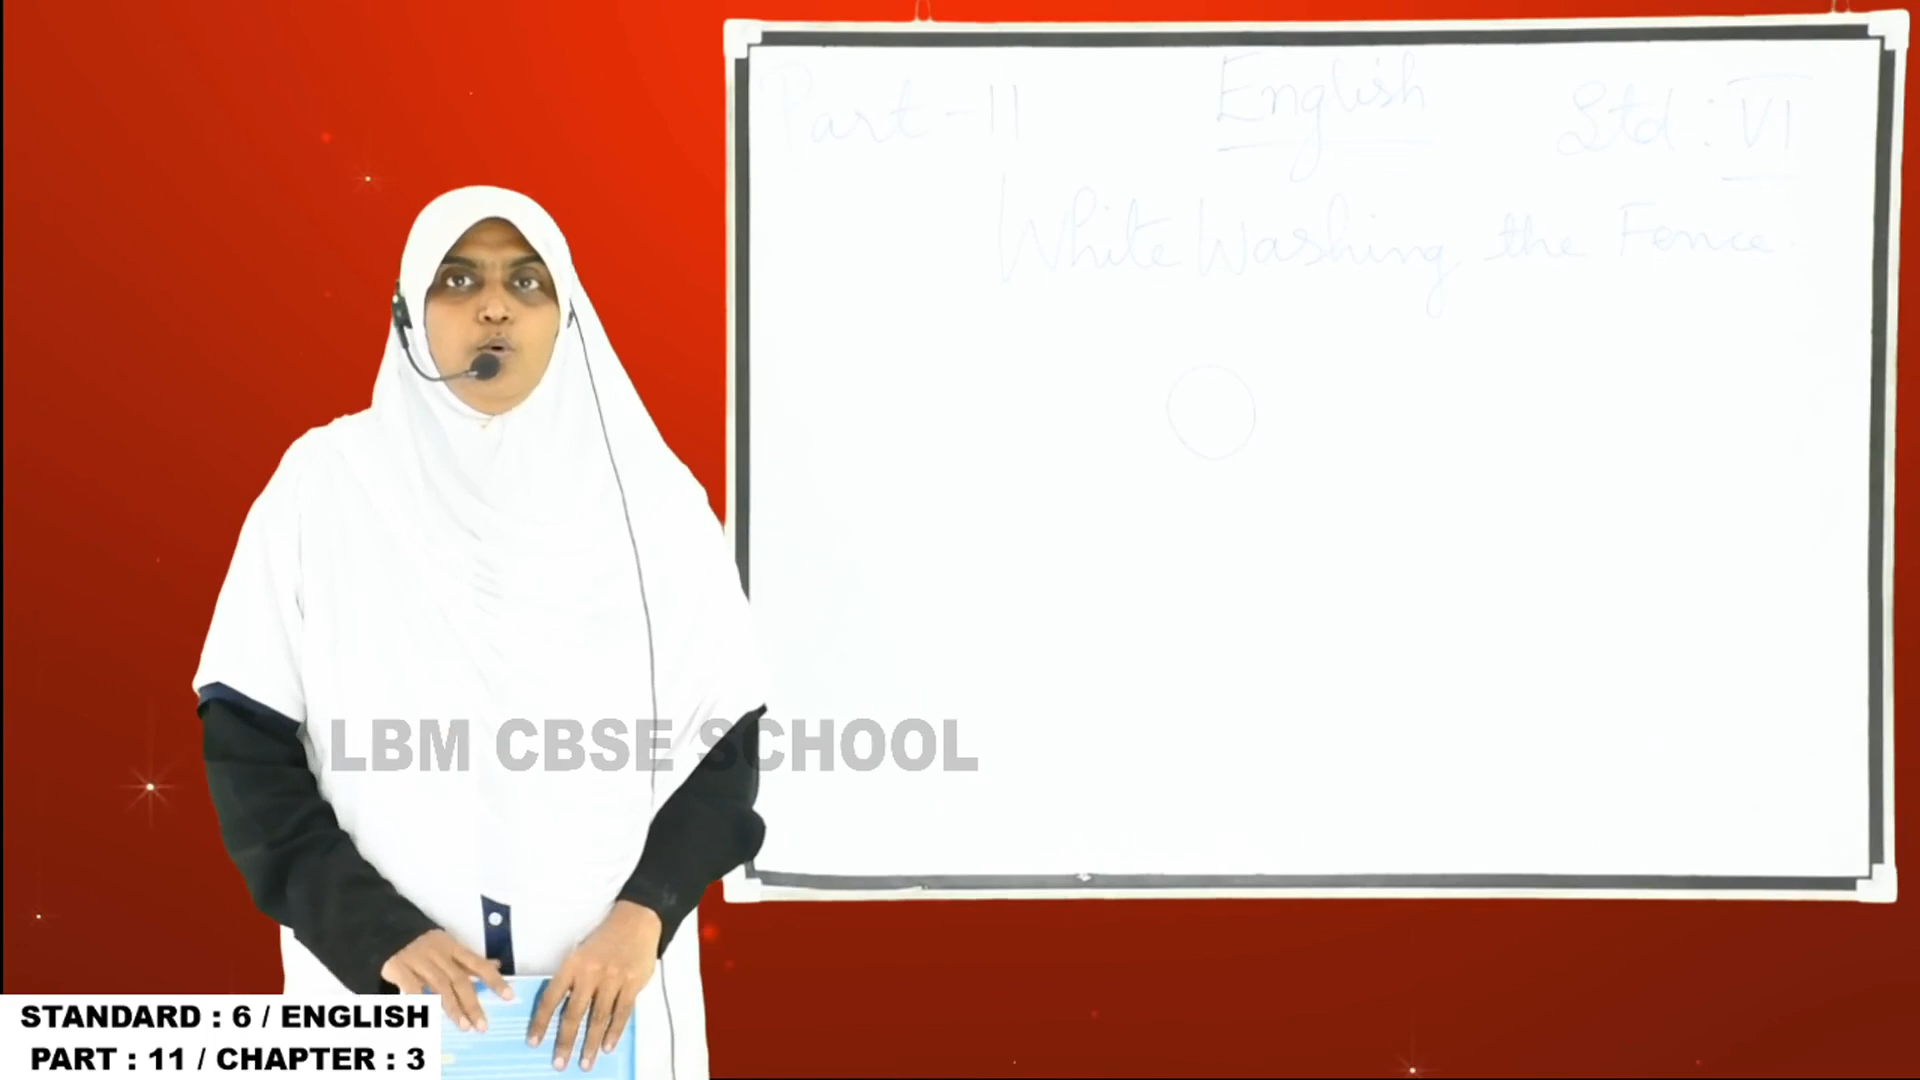 Part-11 English Std: VI
White Washing the Fence.
LBM CBSE SCHOOL
STANDARD : 6 / ENGLISH
PART : 11 / CHAPTER : 3